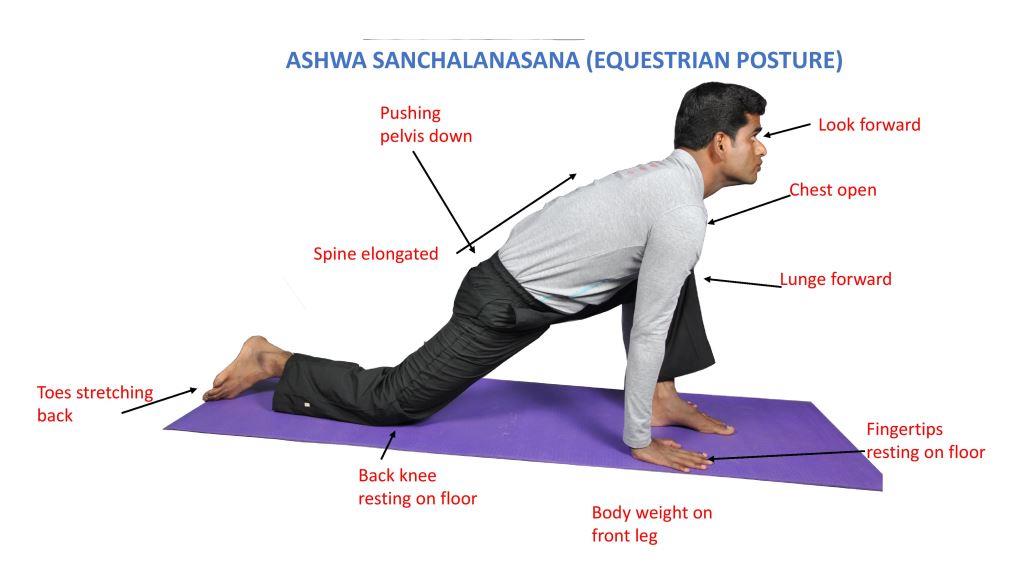 ASHWA SANCHALANASANA (EQUESTRIAN POSTURE)
Pushing
pelvis down
Look forward
Chest open
Spine elongated
Lunge forward
Toes stretching
back
Fingertips
resting on floor
Back knee
resting on floor
Body weight on
front leg